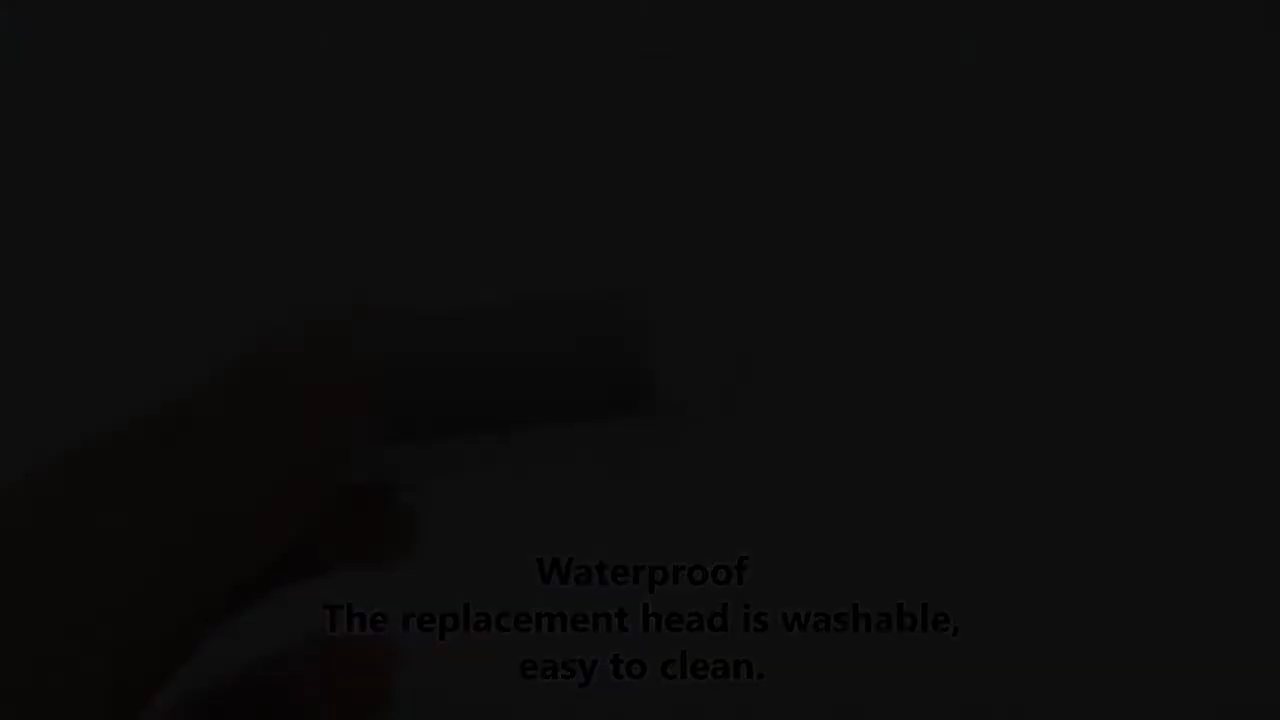 Waterproof
The replacement head is washable,
easy to clean.